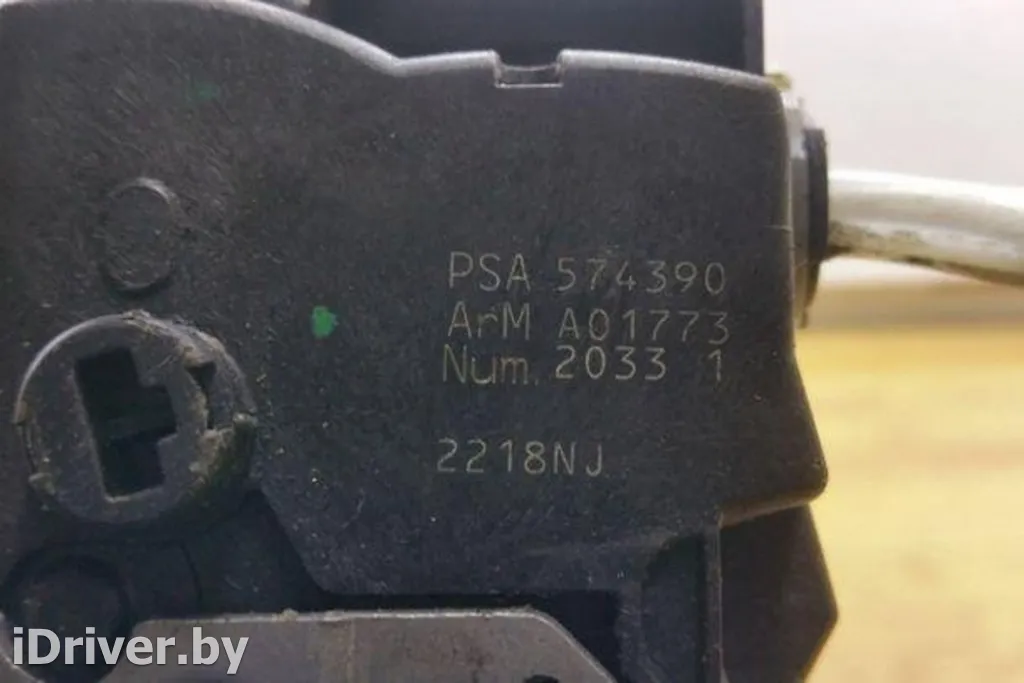 PSA 574390
ArM A01773
Num. 2033 1
2218NJ
iDriver.by